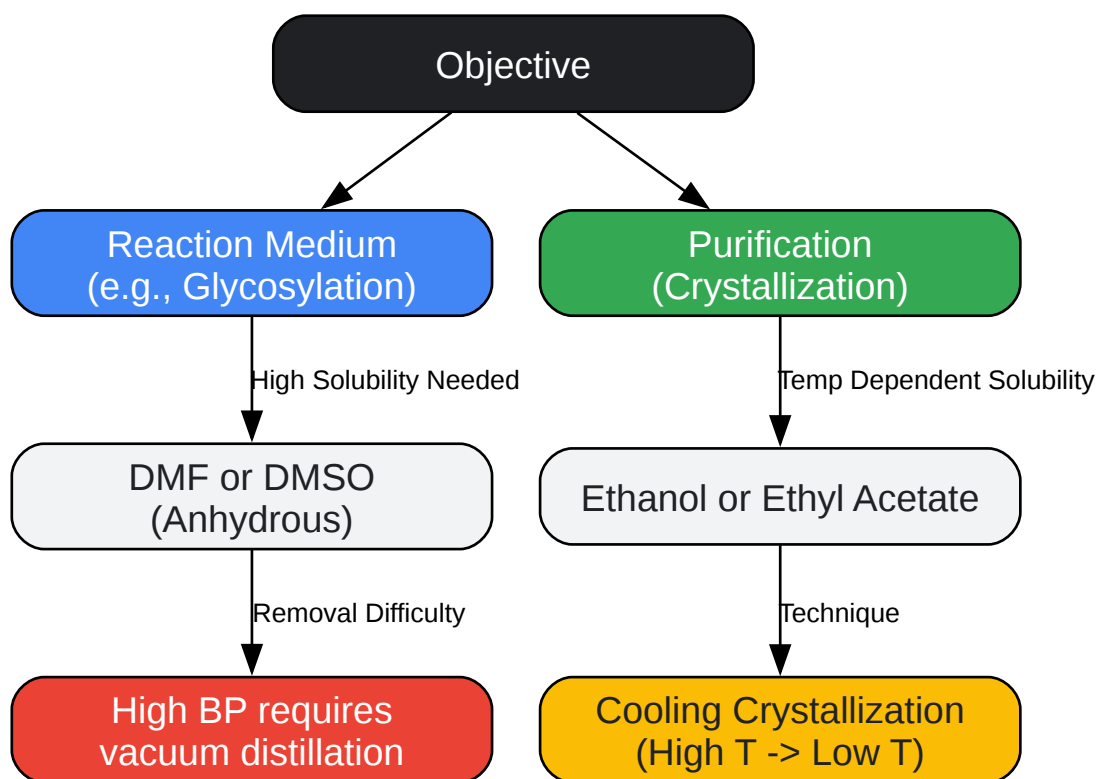 Objective
Reaction Medium
(e.g., Glycosylation)
Purification
(Crystallization)
High Solubility Needed
Temp Dependent Solubility
DMF or DMSO
(Anhydrous)
Ethanol or Ethyl Acetate
Removal Difficulty
Technique
High BP requires
vacuum distillation
Cooling Crystallization
(High T -> Low T)